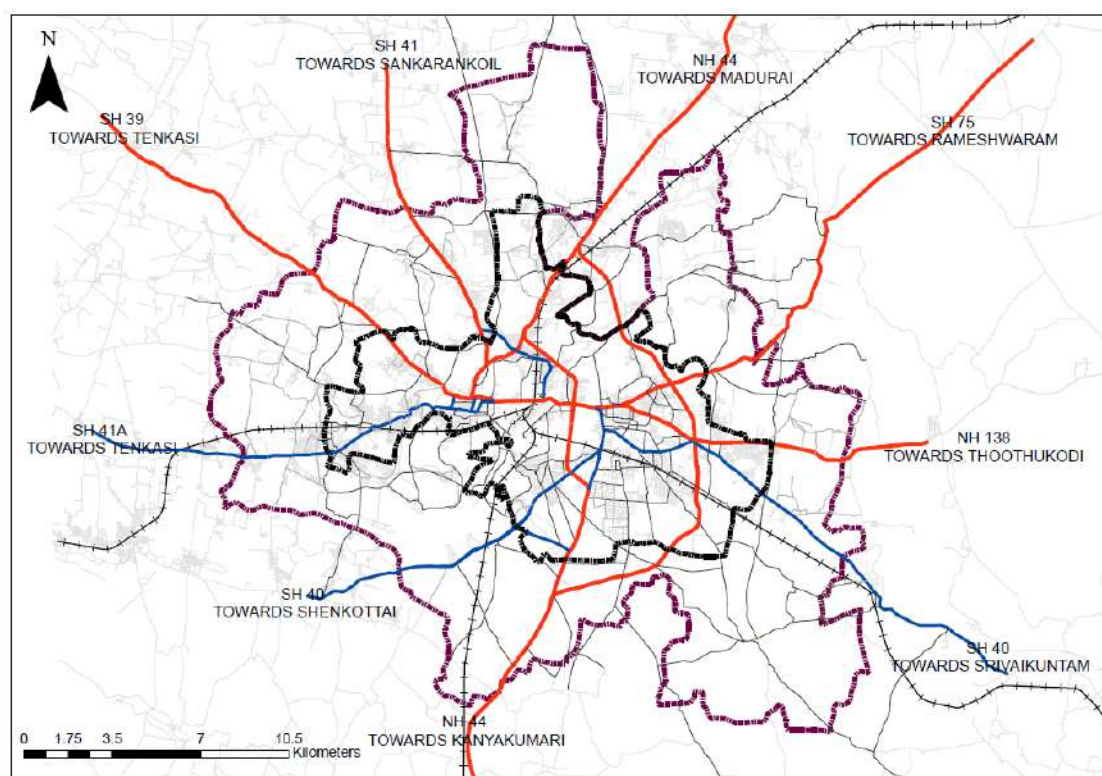 N
SH 41
TOWARDS SANKARANKOIL
NH 44
TOWARDS MADURAI
SH 39
TOWARDS TENKASI
SH 75
TOWARDS RAMESHWARAM
SH 41A
TOWARDS TENKASI
NH 138
TOWARDS THOOTHUKODI
SH 40
TOWARDS SHENKOTTAI
SH 40
TOWARDS SRIVAIKUNTAM
NH 44
TOWARDS KANYAKUMARI
0 1.75 3.5 7 10.5
Kilometers